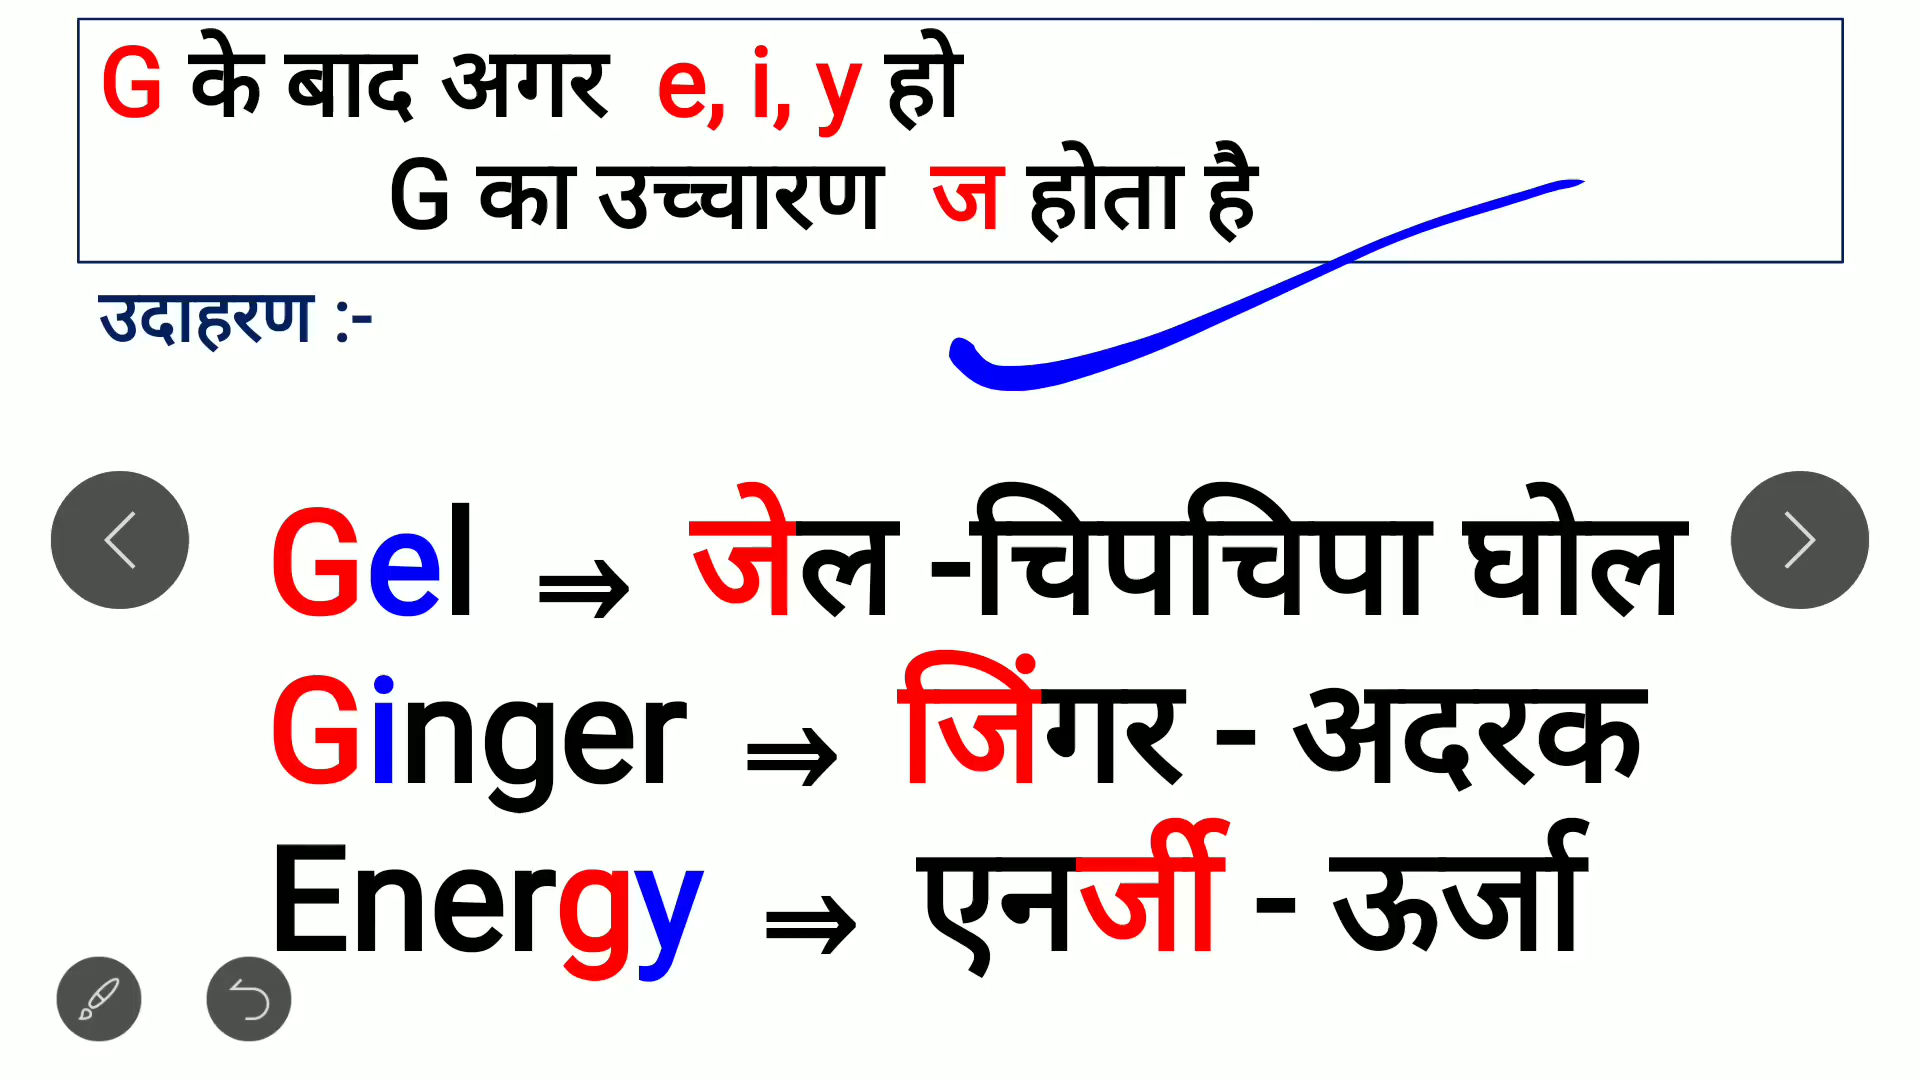 G के बाद अगर e, i, y हो
G का उच्चारण ज होता है
उदाहरण :-
Gel ⇒ जेल -चिपचिपा घोल
Ginger ⇒ जिंगर - अदरक
Energy ⇒ एनर्जी - ऊर्जा